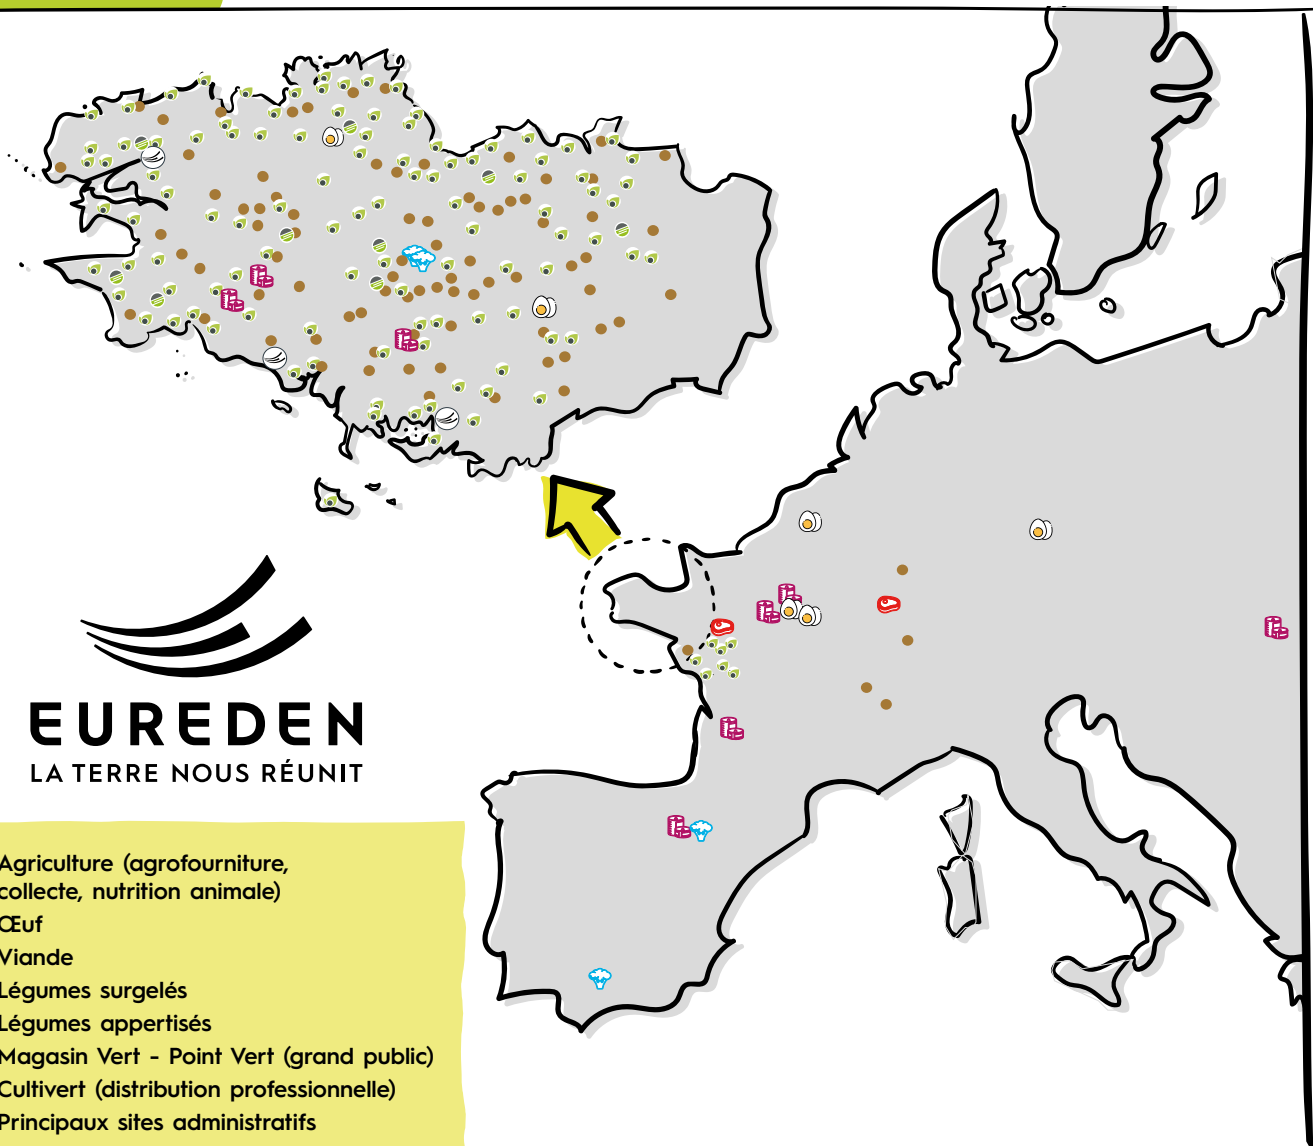 EUREDEN
LA TERRE NOUS RÉUNIT
Agriculture (agrofourniture,
collecte, nutrition animale)
Œuf
Viande
Légumes surgelés
Légumes appertisés
Magasin Vert - Point Vert (grand public)
Cultivert (distribution professionnelle)
Principaux sites administratifs